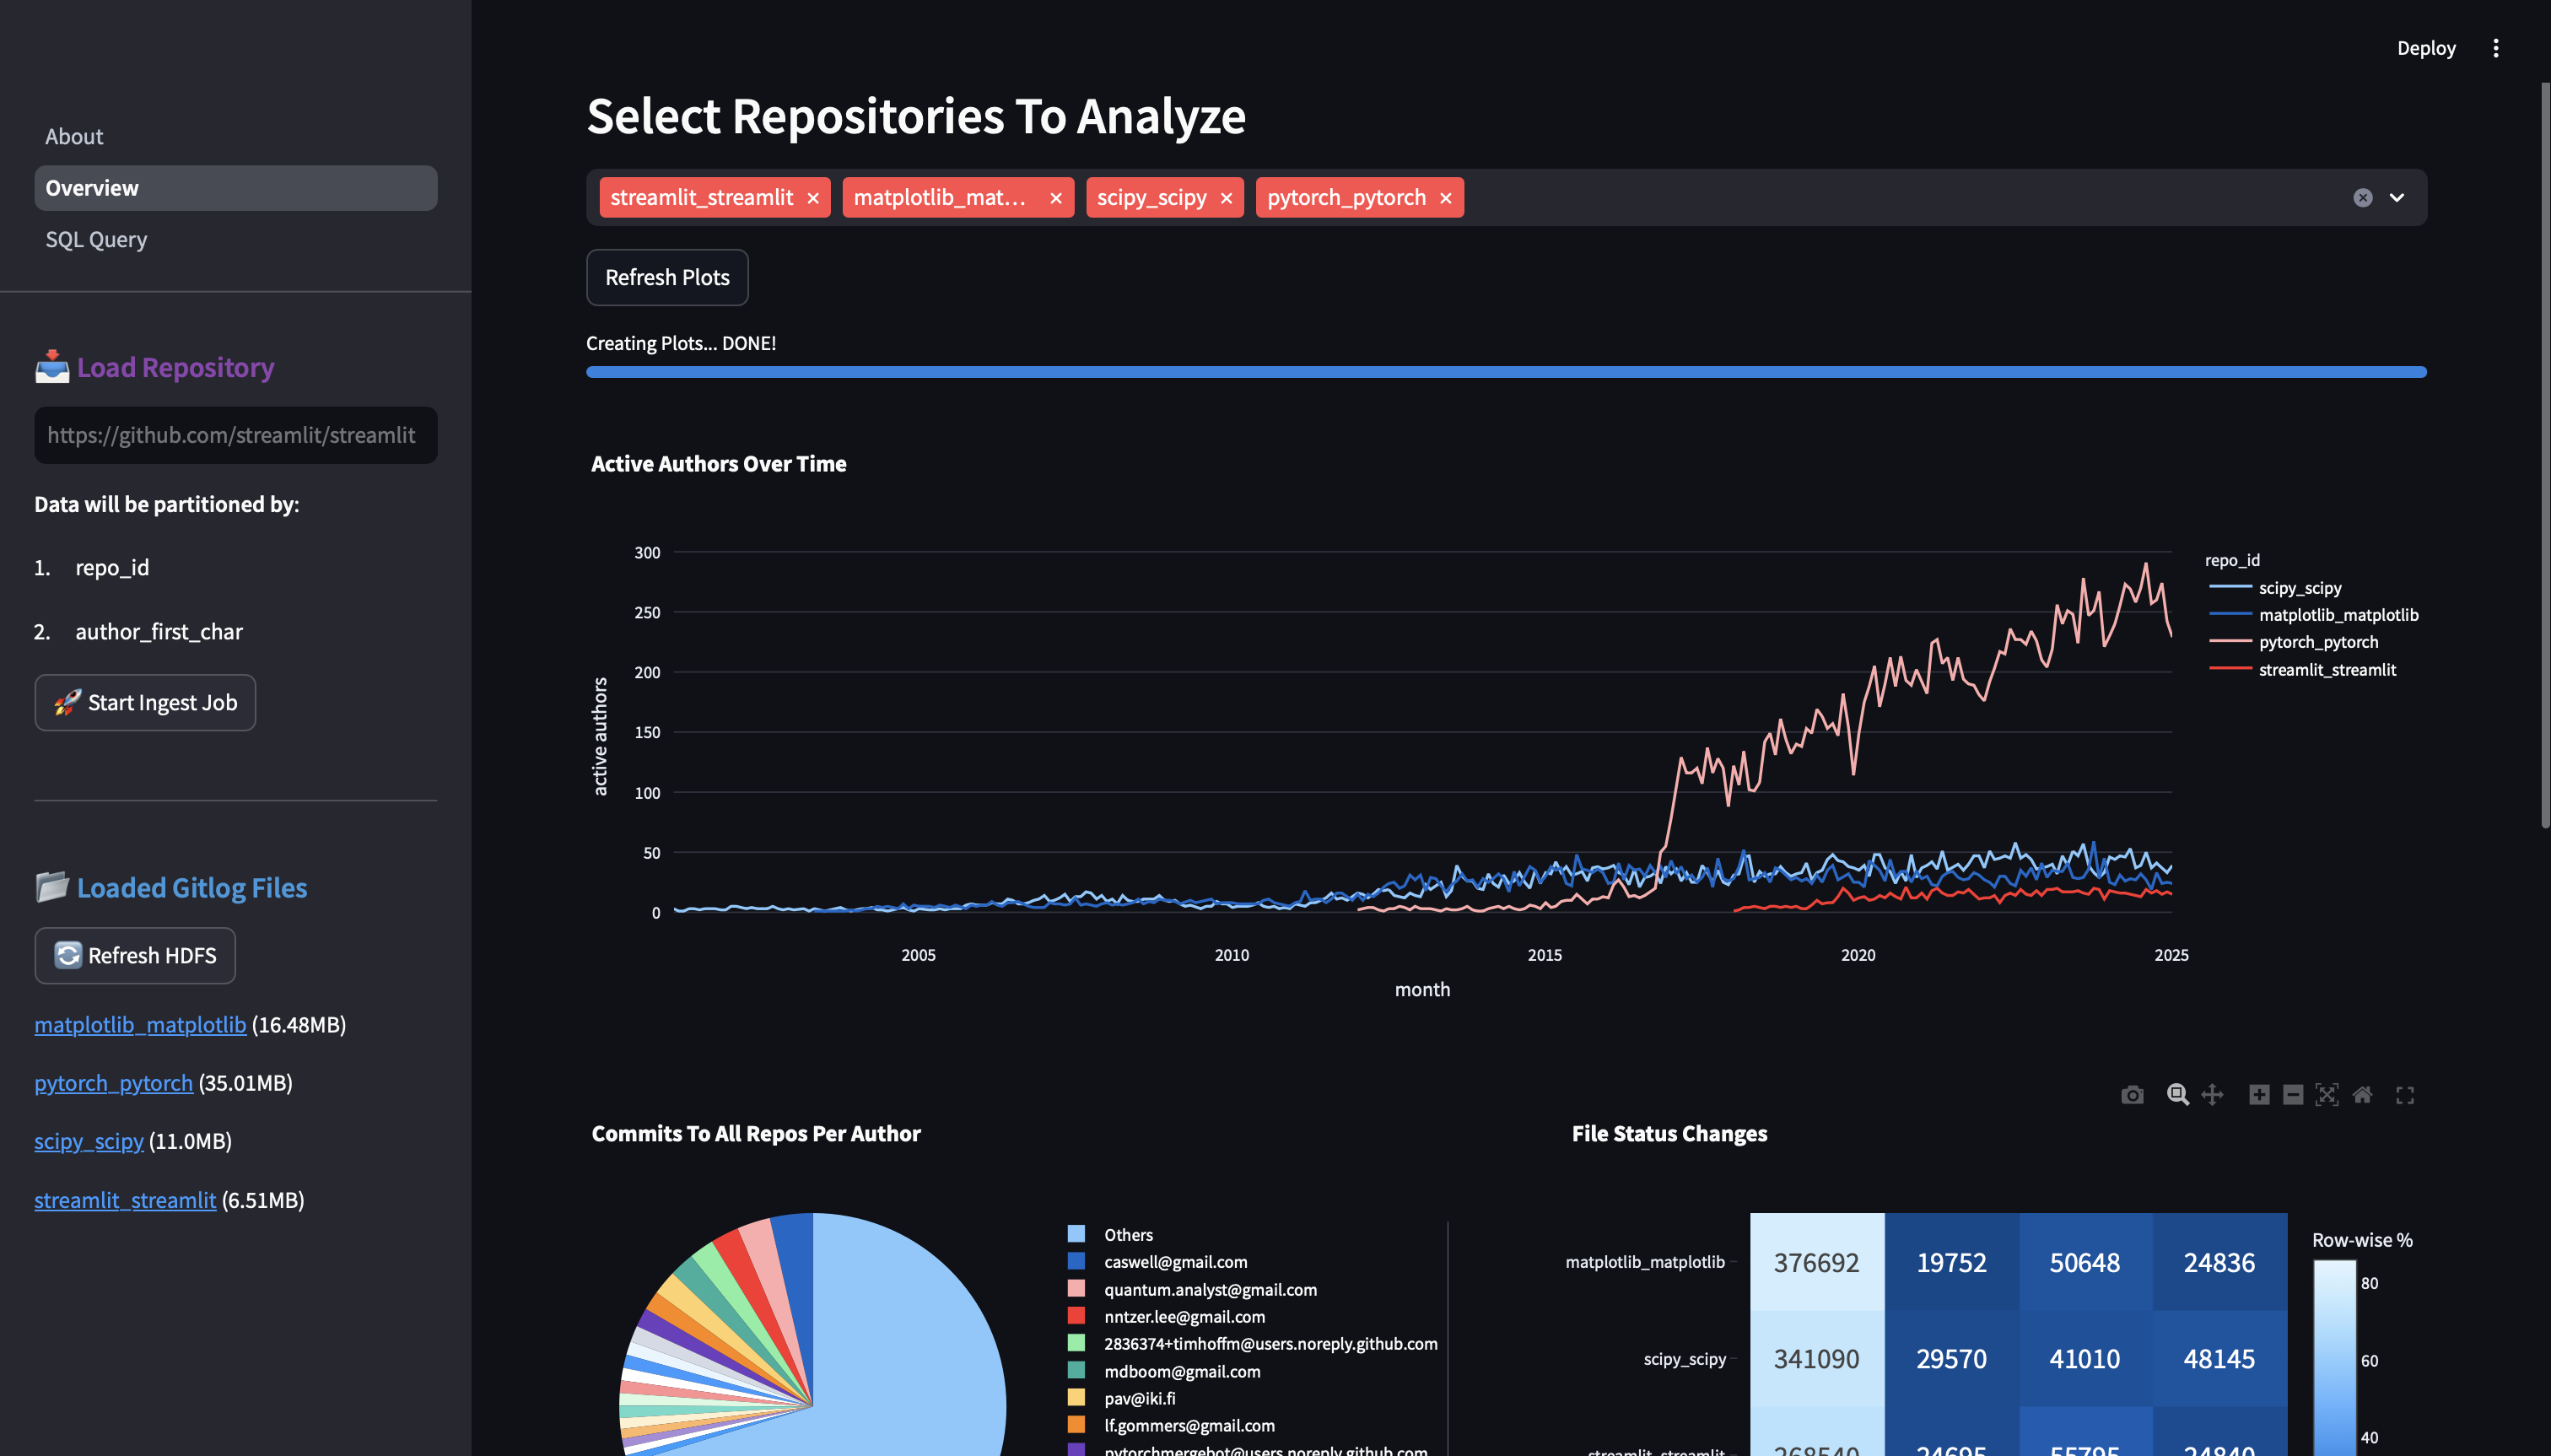 Deploy
About
Overview
SQL Query
Load Repository
https://github.com/streamlit/streamlit
Data will be partitioned by:
1. repo_id
2. author_first_char
Start Ingest Job
Loaded Gitlog Files
Refresh HDFS
matplotlib_matplotlib (16.48MB)
pytorch_pytorch (35.01MB)
scipy_scipy (11.0MB)
streamlit_streamlit (6.51MB)
Select Repositories To Analyze
streamlit_streamlit matplotlib_mat... scipy_scipy pytorch_pytorch
Refresh Plots
Creating Plots... DONE!
Active Authors Over Time
active authors
300
250
200
150
100
50
0
2005 2010 2015 2020 2025
month
repo_id
scipy_scipy
matplotlib_matplotlib
pytorch_pytorch
streamlit_streamlit
Commits To All Repos Per Author
Others
caswell@gmail.com
quantum.analyst@gmail.com
nntzer.lee@gmail.com
2836374+timhoffm@users.noreply.github.com
mdboom@gmail.com
pav@iki.fi
lf.gommers@gmail.com
pytorchmergebot@users.noreply.github.com
File Status Changes
matplotlib_matplotlib 376692 19752 50648 24836
scipy_scipy 341090 29570 41010 48145
streamlit_streamlit 268540 24695 55795 24840
Row-wise %
80
60
40